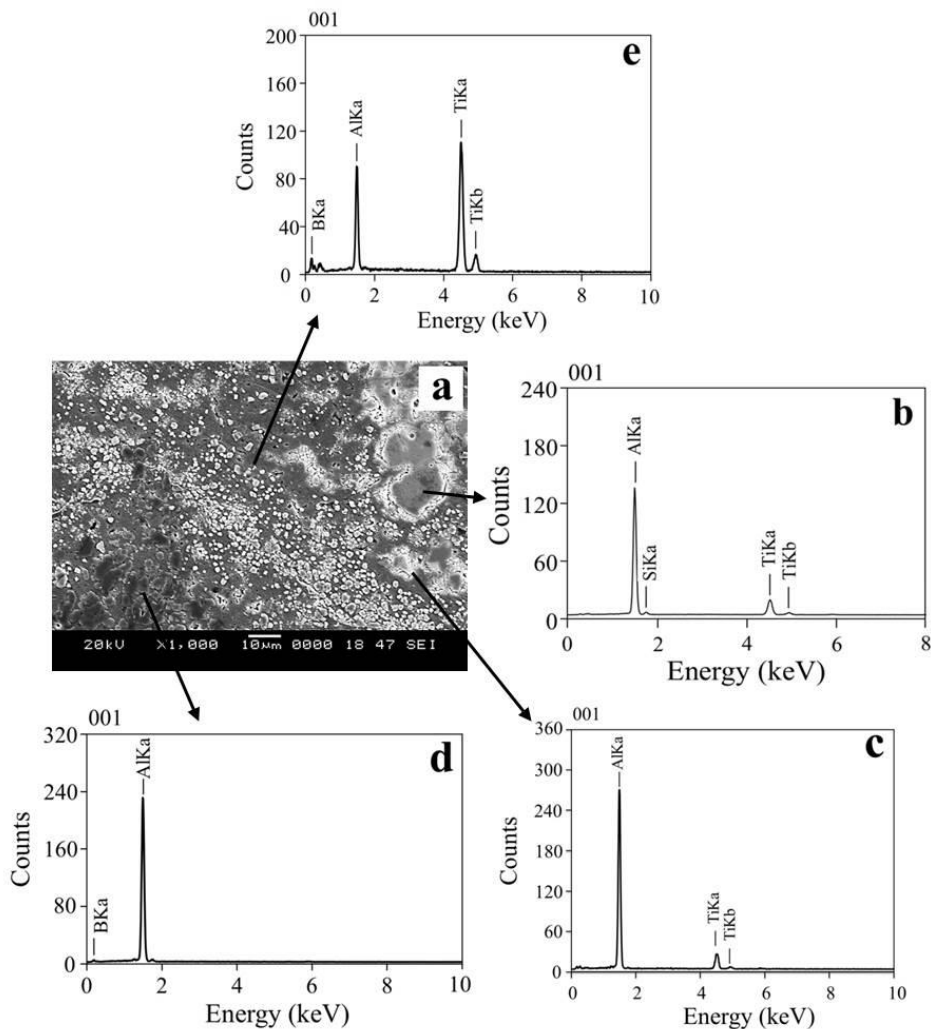 001
e
200
160
120
80
40
0
Counts
BKa
AlKa
TiKa
TiKb
0 2 4 6 8 10
Energy (keV)
a
20kV X1,000 10μm 0000 18 47 SEI
001
b
240
180
120
60
0
Counts
AlKa
SiKa
TiKa
TiKb
0 2 4 6 8
Energy (keV)
001
d
320
240
160
80
0
Counts
BKa
AlKa
0 2 4 6 8 10
Energy (keV)
001
c
360
300
240
180
120
60
0
Counts
AlKa
TiKa
TiKb
0 2 4 6 8 10
Energy (keV)